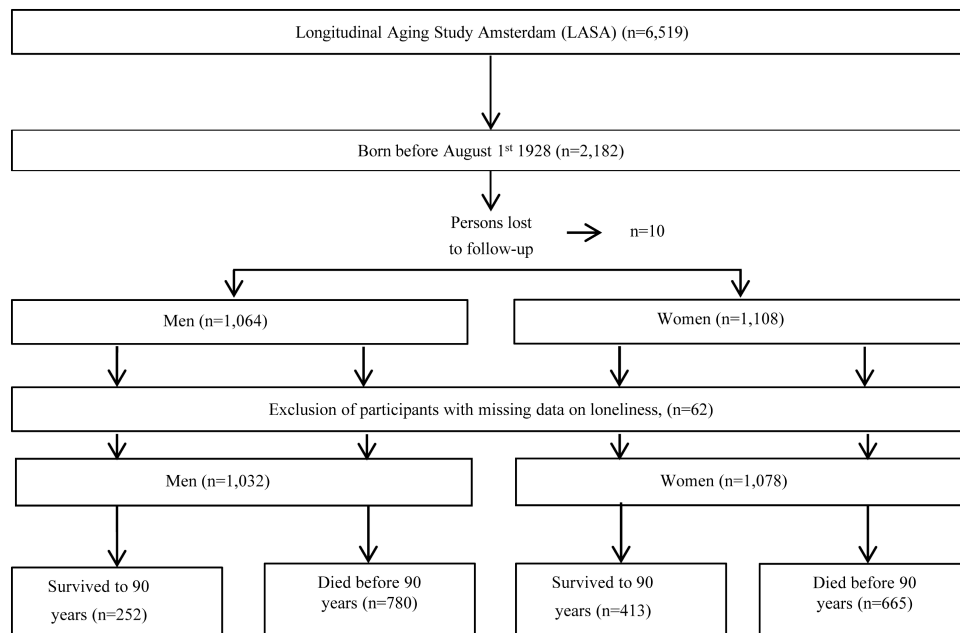 Longitudinal Aging Study Amsterdam (LASA) (n=6,519)
Born before August 1st 1928 (n=2,182)
Persons lost
to follow-up
n=10
Men (n=1,064)
Women (n=1,108)
Exclusion of participants with missing data on loneliness, (n=62)
Men (n=1,032)
Women (n=1,078)
Survived to 90
years (n=252)
Died before 90
years (n=780)
Survived to 90
years (n=413)
Died before 90
years (n=665)